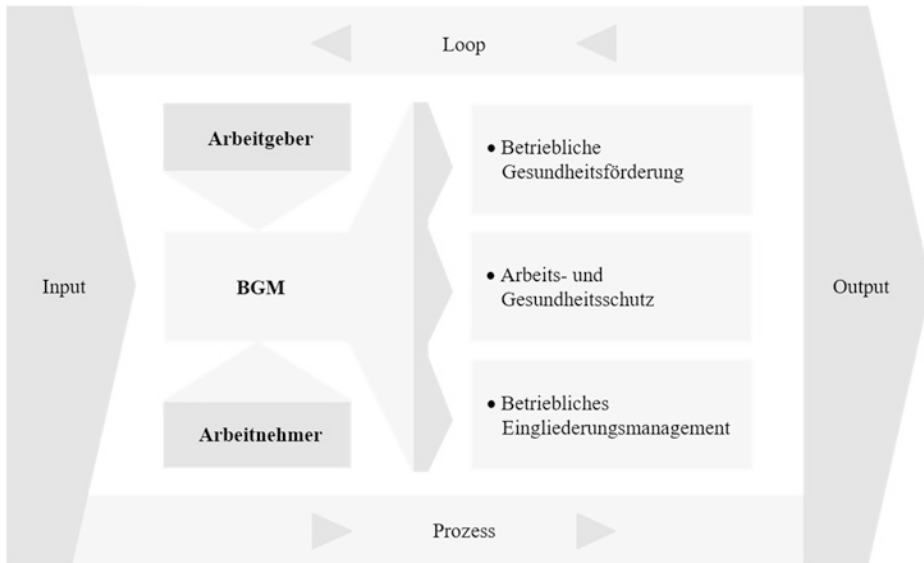 Loop
Arbeitgeber
• Betriebliche
Gesundheitsförderung
Input
BGM
• Arbeits- und
Gesundheitsschutz
Output
Arbeitnehmer
• Betriebliches
Eingliederungsmanagement
Prozess